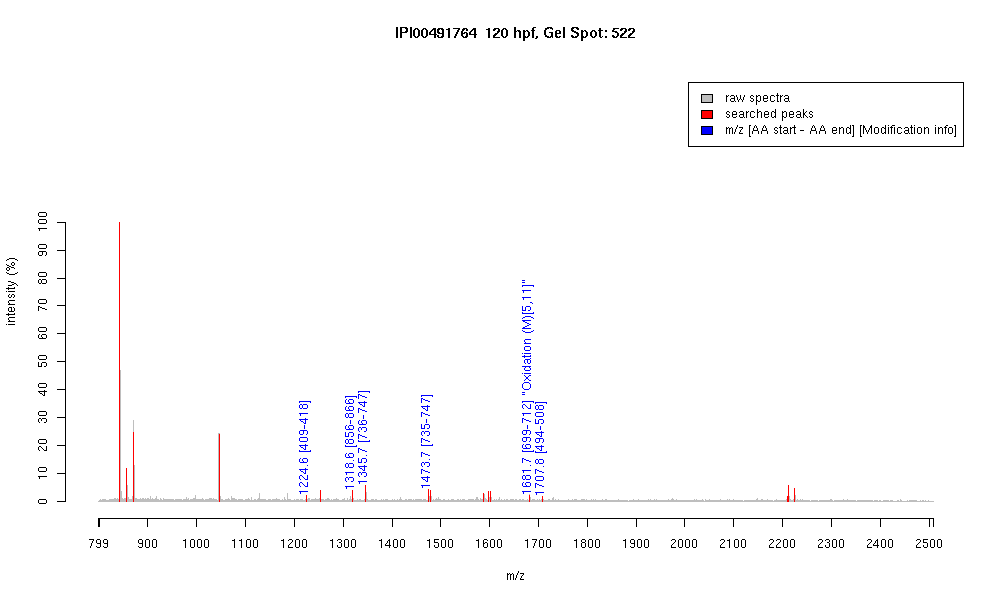 IPI00491764 120 hpf, Gel Spot: 522
raw spectra
searched peaks
m/z [AA start - AA end] [Modification info]
intensity (%)
100
90
80
70
60
50
40
30
20
10
0
1224.6 [409-418]
1318.6 [856-866]
1345.7 [736-747]
1473.7 [735-747]
1681.7 [699-712] "Oxidation (M)[5,11]"
1707.8 [494-508]
799 900 1000 1100 1200 1300 1400 1500 1600 1700 1800 1900 2000 2100 2200 2300 2400 2500
m/z